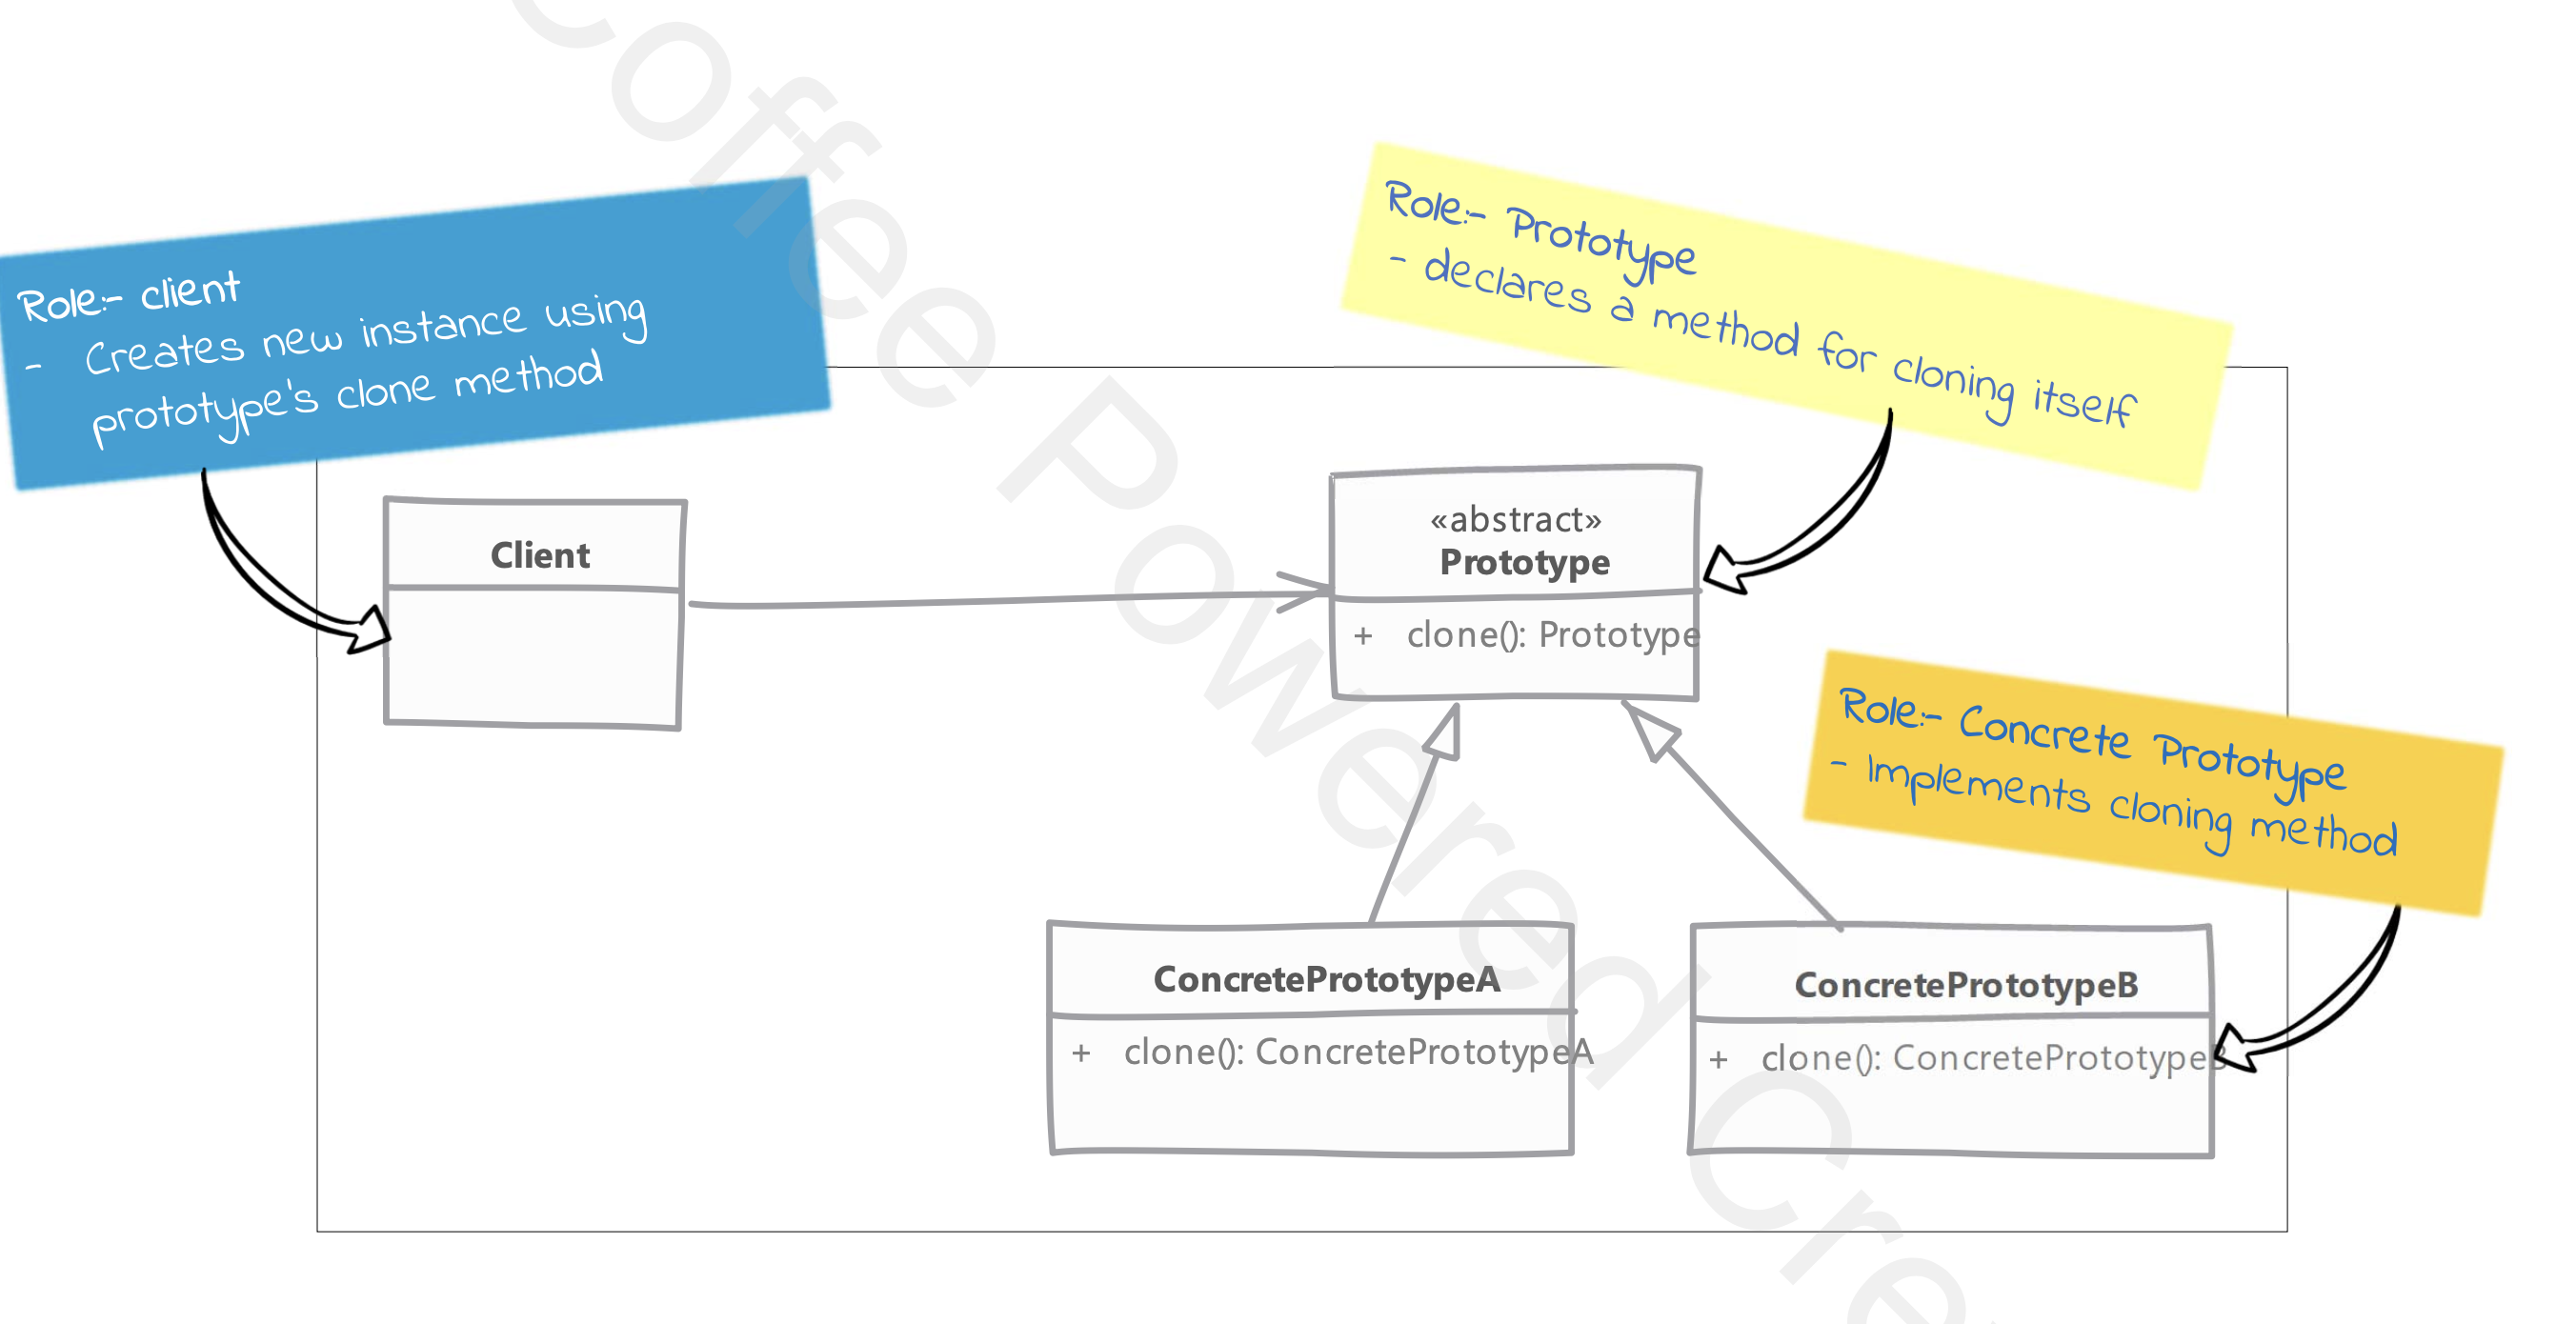 Coffee Powered Cre
Role:- client
- Creates new instance using
prototype's clone method
Role:- Prototype
- declares a method for cloning itself
Client
«abstract»
Prototype
+ clone(): Prototype
Role:- Concrete Prototype
- Implements cloning method
ConcretePrototypeA
+ clone(): ConcretePrototypeA
ConcretePrototypeB
+ clone(): ConcretePrototypeB